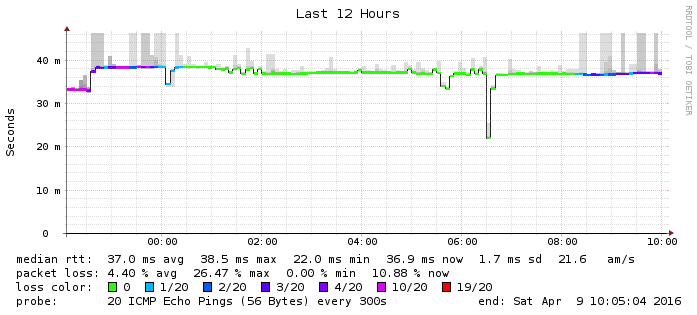 Last 12 Hours
RRDTOOL / TOBI OETIKER
Seconds
40 m
30 m
20 m
10 m
0
00:00 02:00 04:00 06:00 08:00 10:00
median rtt: 37.0 ms avg 38.5 ms max 22.0 ms min 36.9 ms now 1.7 ms sd 21.6 am/s
packet loss: 4.40 % avg 26.47 % max 0.00 % min 10.88 % now
loss color: 0 1/20 2/20 3/20 4/20 10/20 19/20
probe: 20 ICMP Echo Pings (56 Bytes) every 300s end: Sat Apr 9 10:05:04 2016